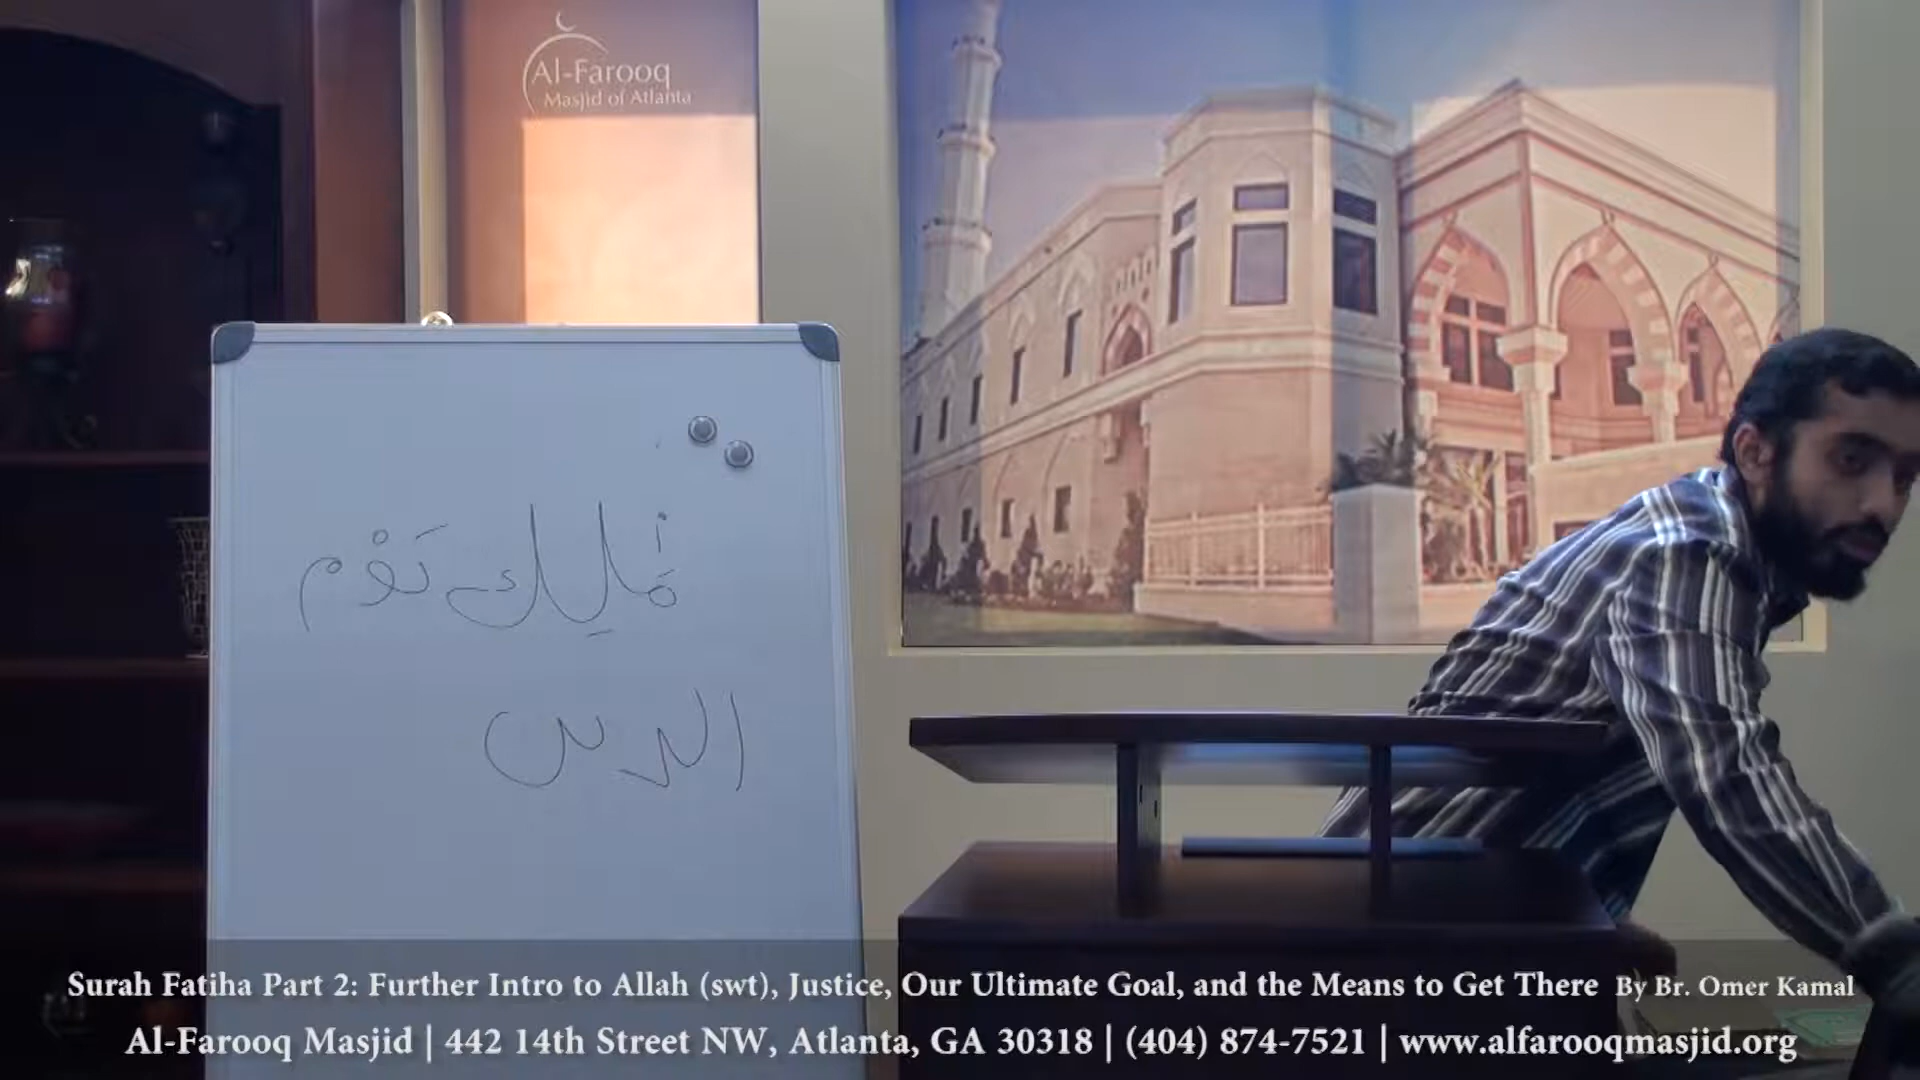 Al-Farooq
Masjid of Atlanta
مٰلِك يَوْم
الدين
Surah Fatiha Part 2: Further Intro to Allah (swt), Justice, Our Ultimate Goal, and the Means to Get There By Br. Omer Kamal
Al-Farooq Masjid | 442 14th Street NW, Atlanta, GA 30318 | (404) 874-7521 | www.alfarooqmasjid.org